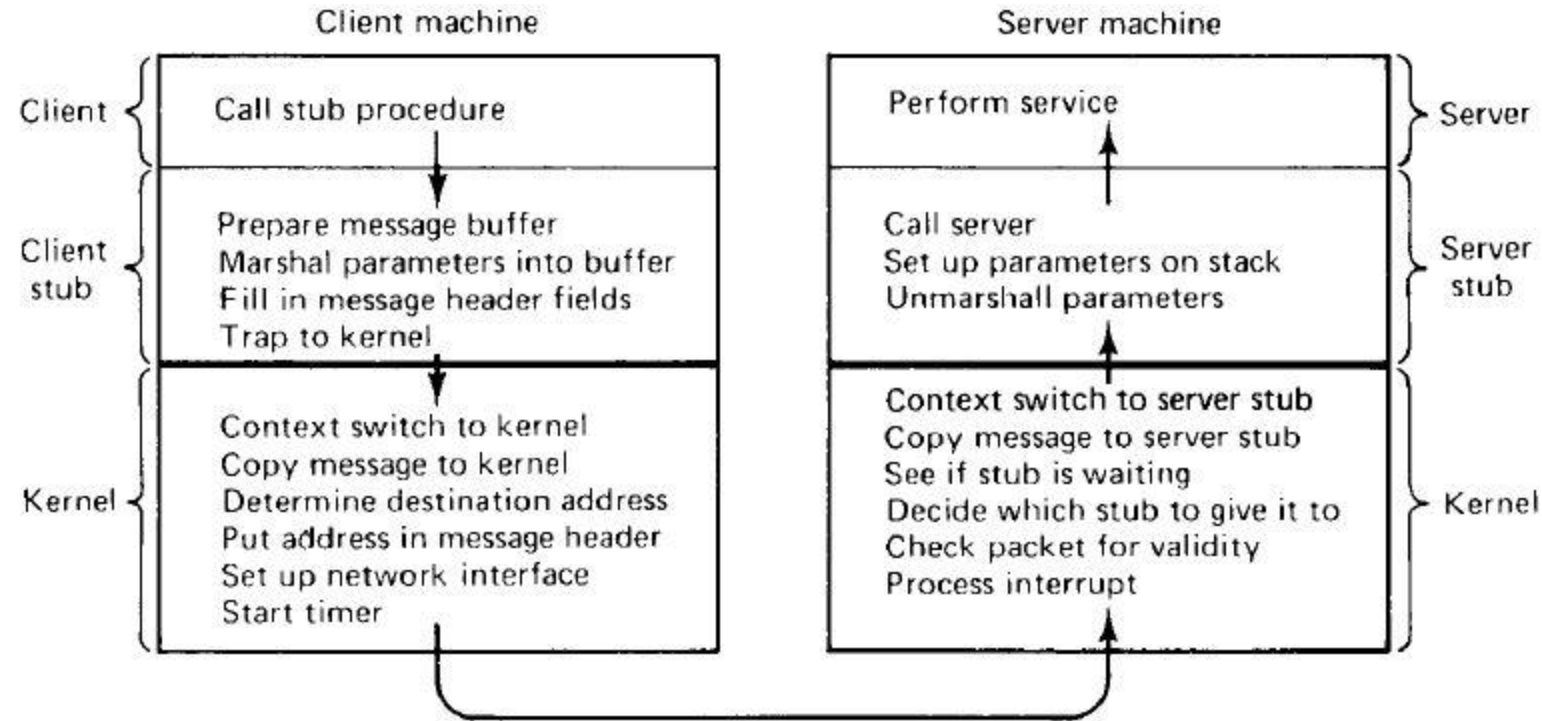 Client machine
Client
Call stub procedure
Client
stub
Prepare message buffer
Marshal parameters into buffer
Fill in message header fields
Trap to kernel
Kernel
Context switch to kernel
Copy message to kernel
Determine destination address
Put address in message header
Set up network interface
Start timer
Server machine
Perform service
Server
Call server
Set up parameters on stack
Unmarshall parameters
Server
stub
Context switch to server stub
Copy message to server stub
See if stub is waiting
Decide which stub to give it to
Check packet for validity
Process interrupt
Kernel